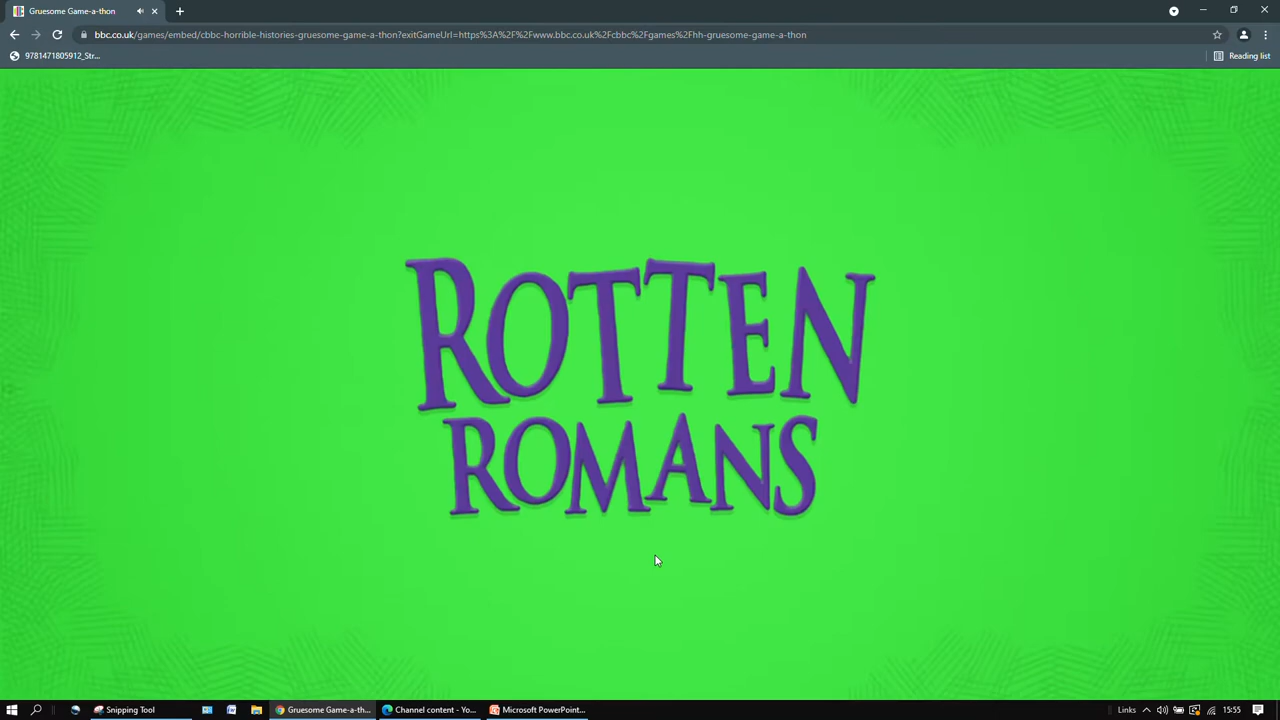 Gruesome Game-a-thon
bbc.co.uk/games/embed/cbbc-horrible-histories-gruesome-game-a-thon?exitGameUrl=https%3A%2F%2Fwww.bbc.co.uk%2Fcbbc%2Fgames%2Fhh-gruesome-game-a-thon
9781471805912_Str...
Reading list
ROTTEN
ROMANS
Snipping Tool
Gruesome Game-a-th...
Channel content - Yo...
Microsoft PowerPoint...
Links
15:55